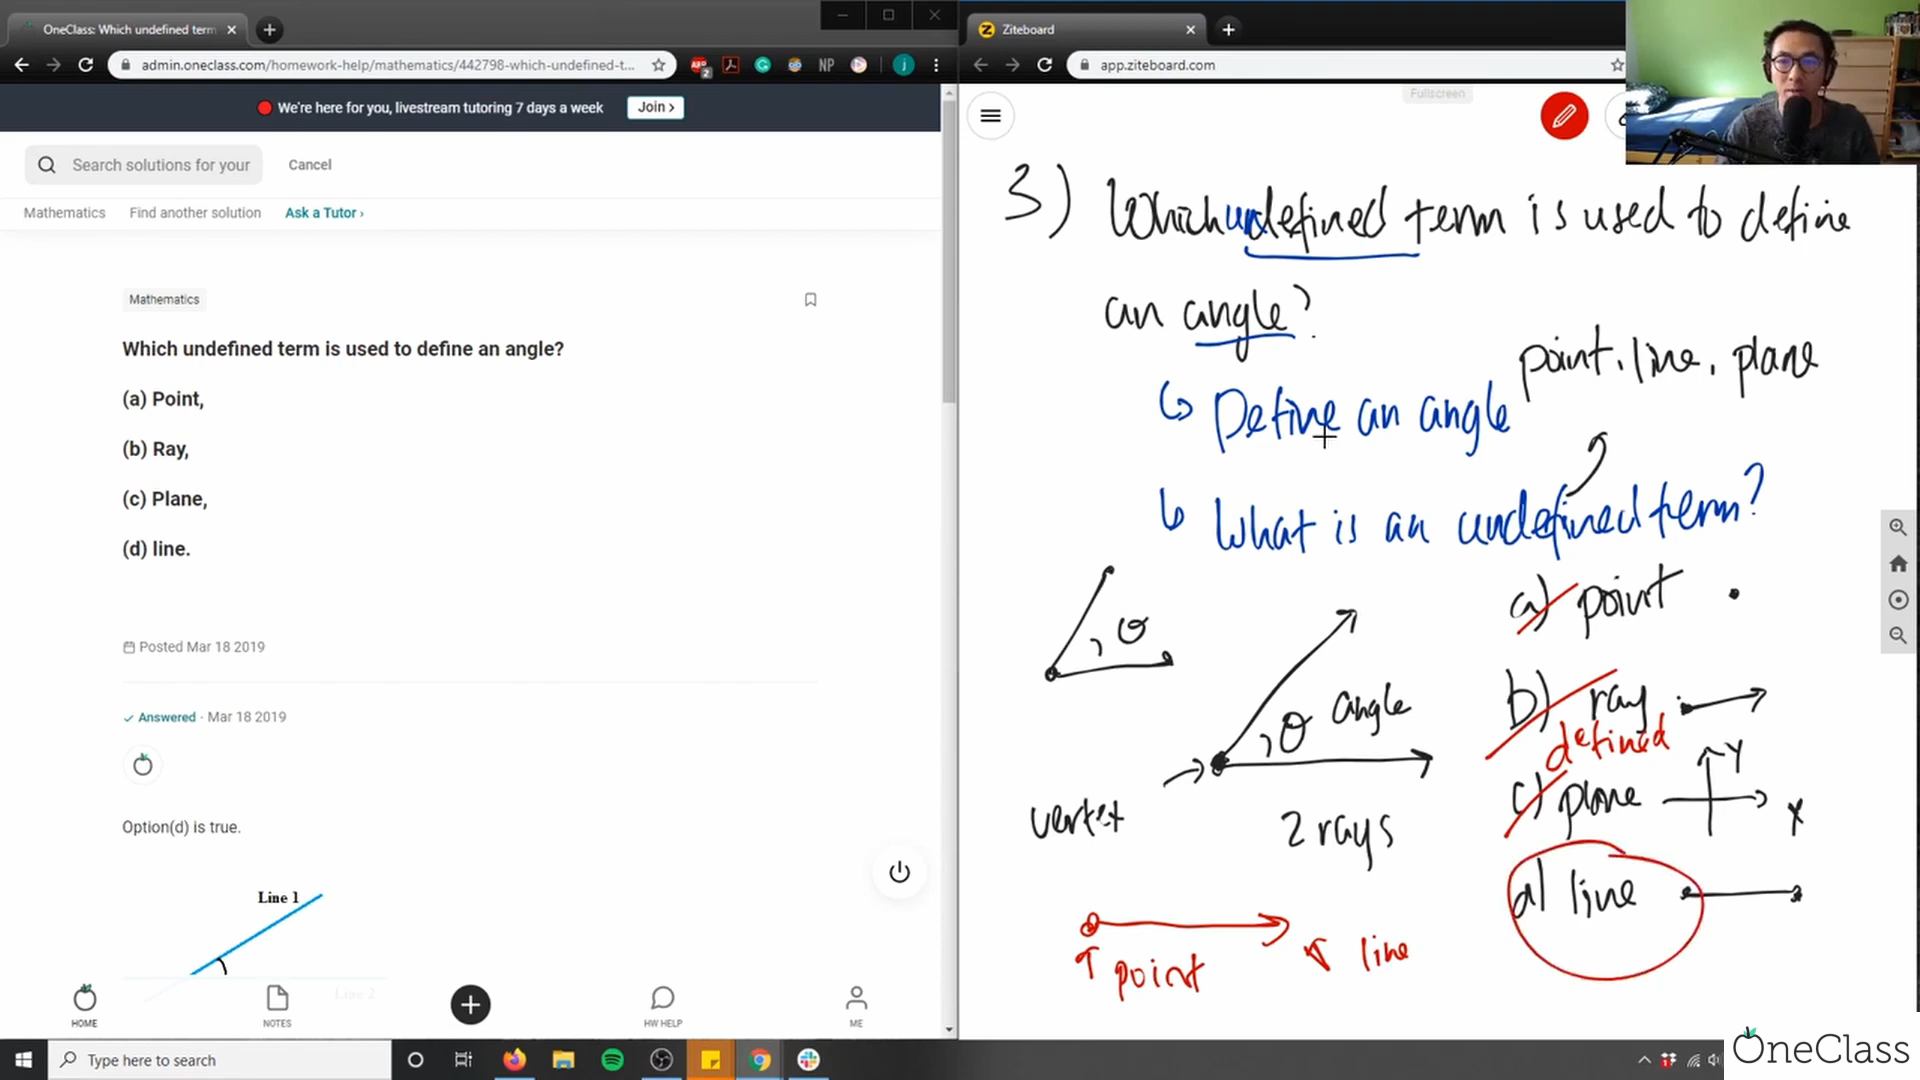 OneClass: Which undefined term
Ziteboard
admin.oneclass.com/homework-help/mathematics/442798-which-undefined-t...
2
NP
j
app.ziteboard.com
We're here for you, livestream tutoring 7 days a week
Join >
Fullscreen
Search solutions for your
Cancel
Mathematics
Find another solution
Ask a Tutor ›
Mathematics
Which undefined term is used to define an angle?
(a) Point,
(b) Ray,
(c) Plane,
(d) line.
Posted Mar 18 2019
Answered · Mar 18 2019
Option(d) is true.
Line 1
Line 2
HOME
NOTES
HW HELP
ME
3) Which undefined term is used to define
an angle?
point, line, plane
Define an angle
What is an undefined term?
θ
θ angle
vertex
2 rays
a) point
b) ray
defined
c) plane
Y
X
d) line
point
line
Type here to search
OneClass